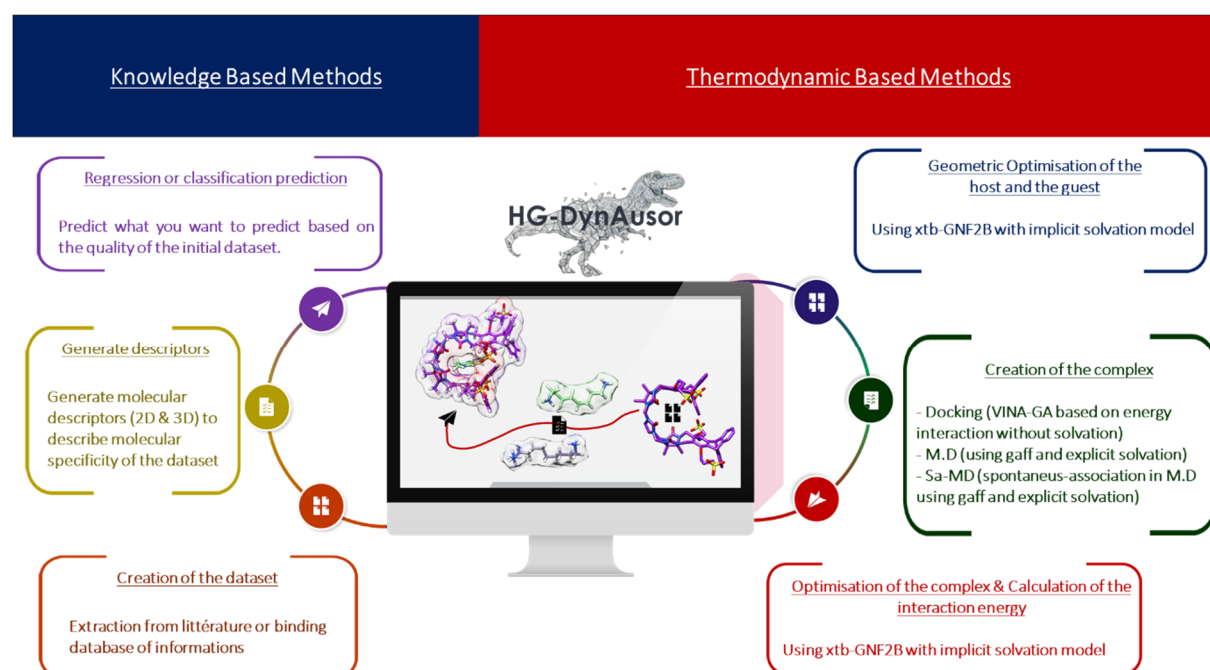 Knowledge Based Methods
Thermodynamic Based Methods
Regression or classification prediction
Predict what you want to predict based on
the quality of the initial dataset.
Generate descriptors
Generate molecular
descriptors (2D & 3D) to
describe molecular
specificity of the dataset
Creation of the dataset
Extraction from littérature or binding
database of informations
HG-DynAusor
Geometric Optimisation of the
host and the guest
Using xtb-GNF2B with implicit solvation model
Creation of the complex
- Docking (VINA-GA based on energy
interaction without solvation)
- M.D (using gaff and explicit solvation)
- Sa-MD (spontaneus-association in M.D
using gaff and explicit solvation)
Optimisation of the complex & Calculation of the
interaction energy
Using xtb-GNF2B with implicit solvation model